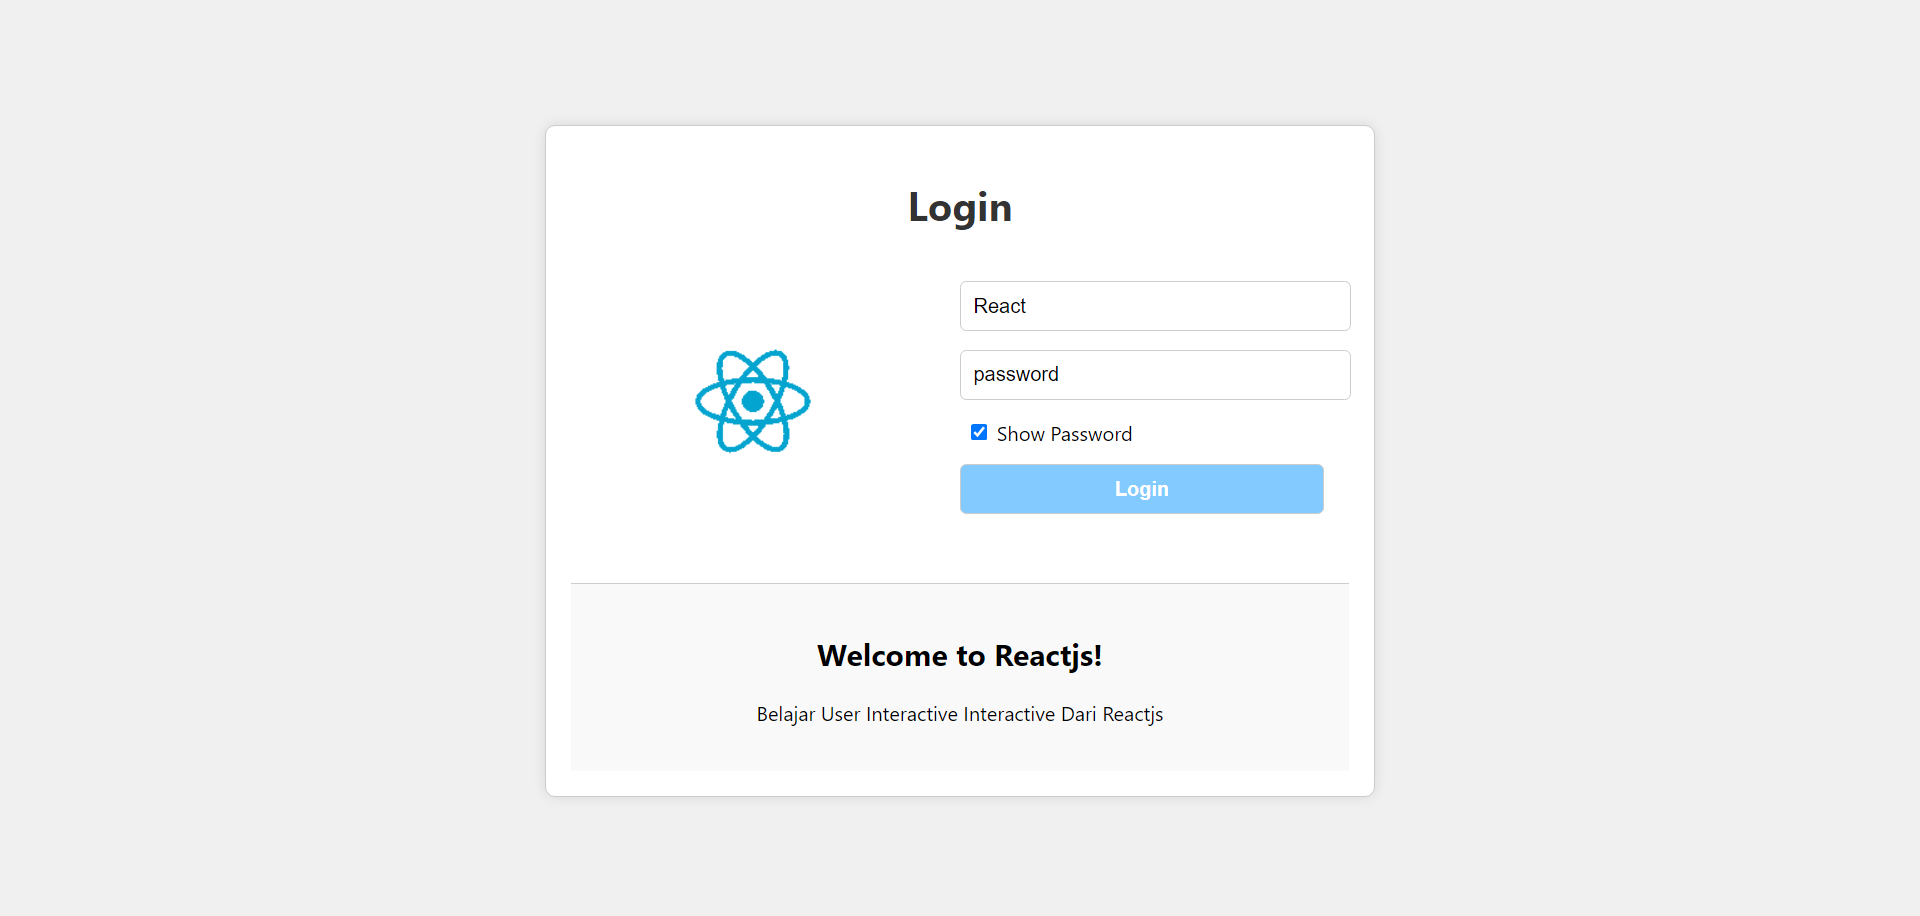 Login
React
password
Show Password
Login
Welcome to Reactjs!
Belajar User Interactive Interactive Dari Reactjs